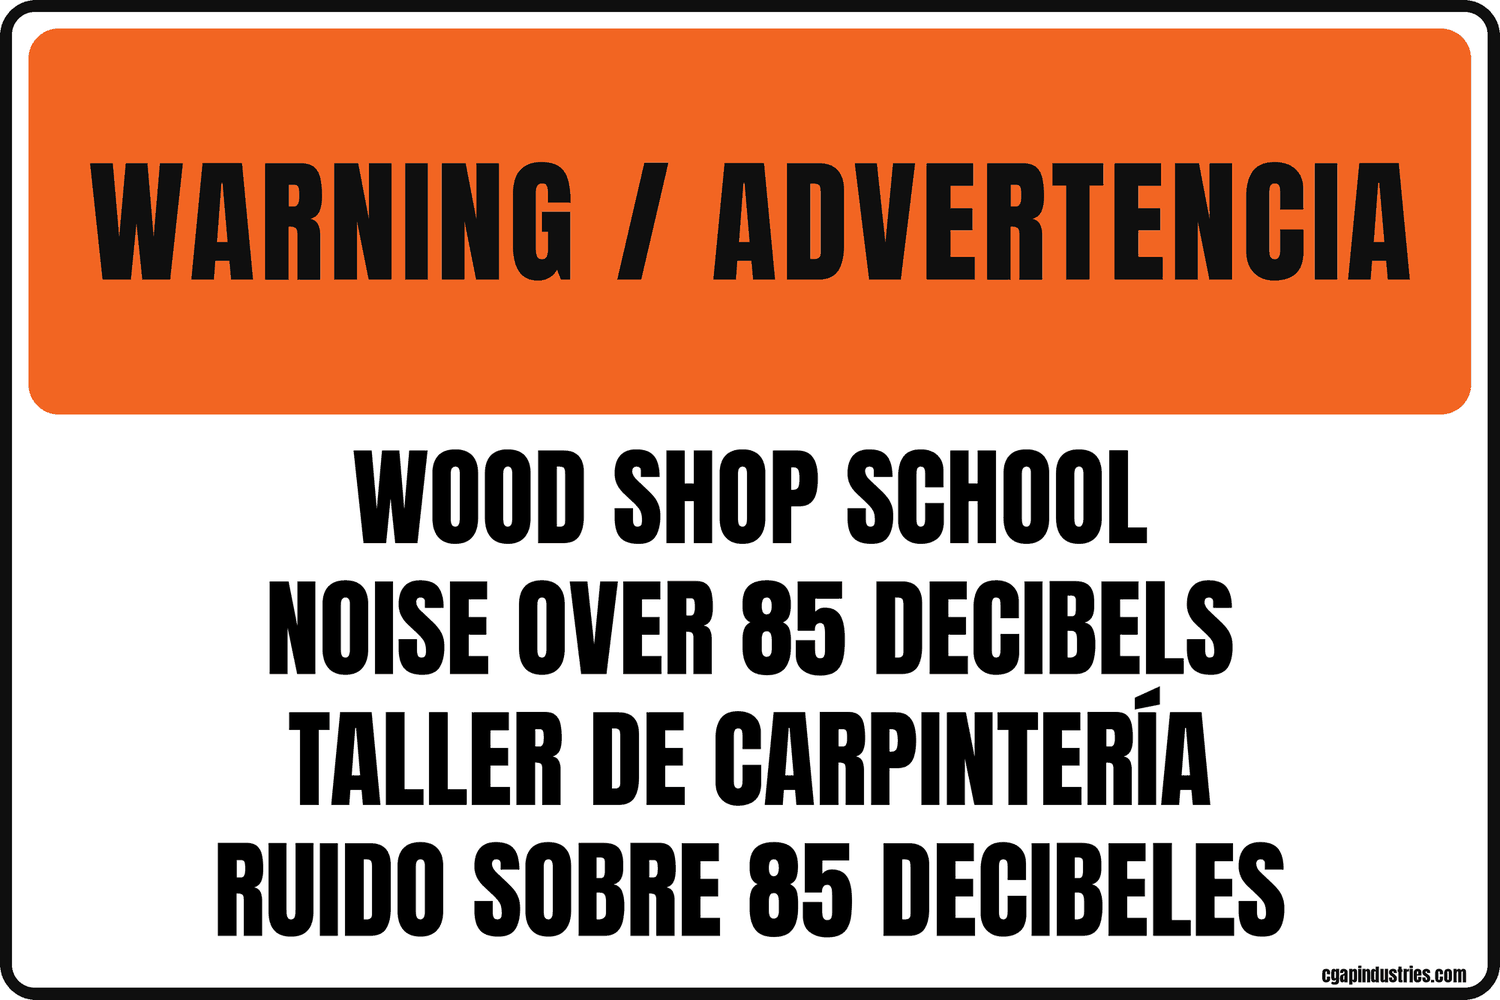 WARNING / ADVERTENCIA
WOOD SHOP SCHOOL
NOISE OVER 85 DECIBELS
TALLER DE CARPINTERÍA
RUIDO SOBRE 85 DECIBELES
cgapindustries.com